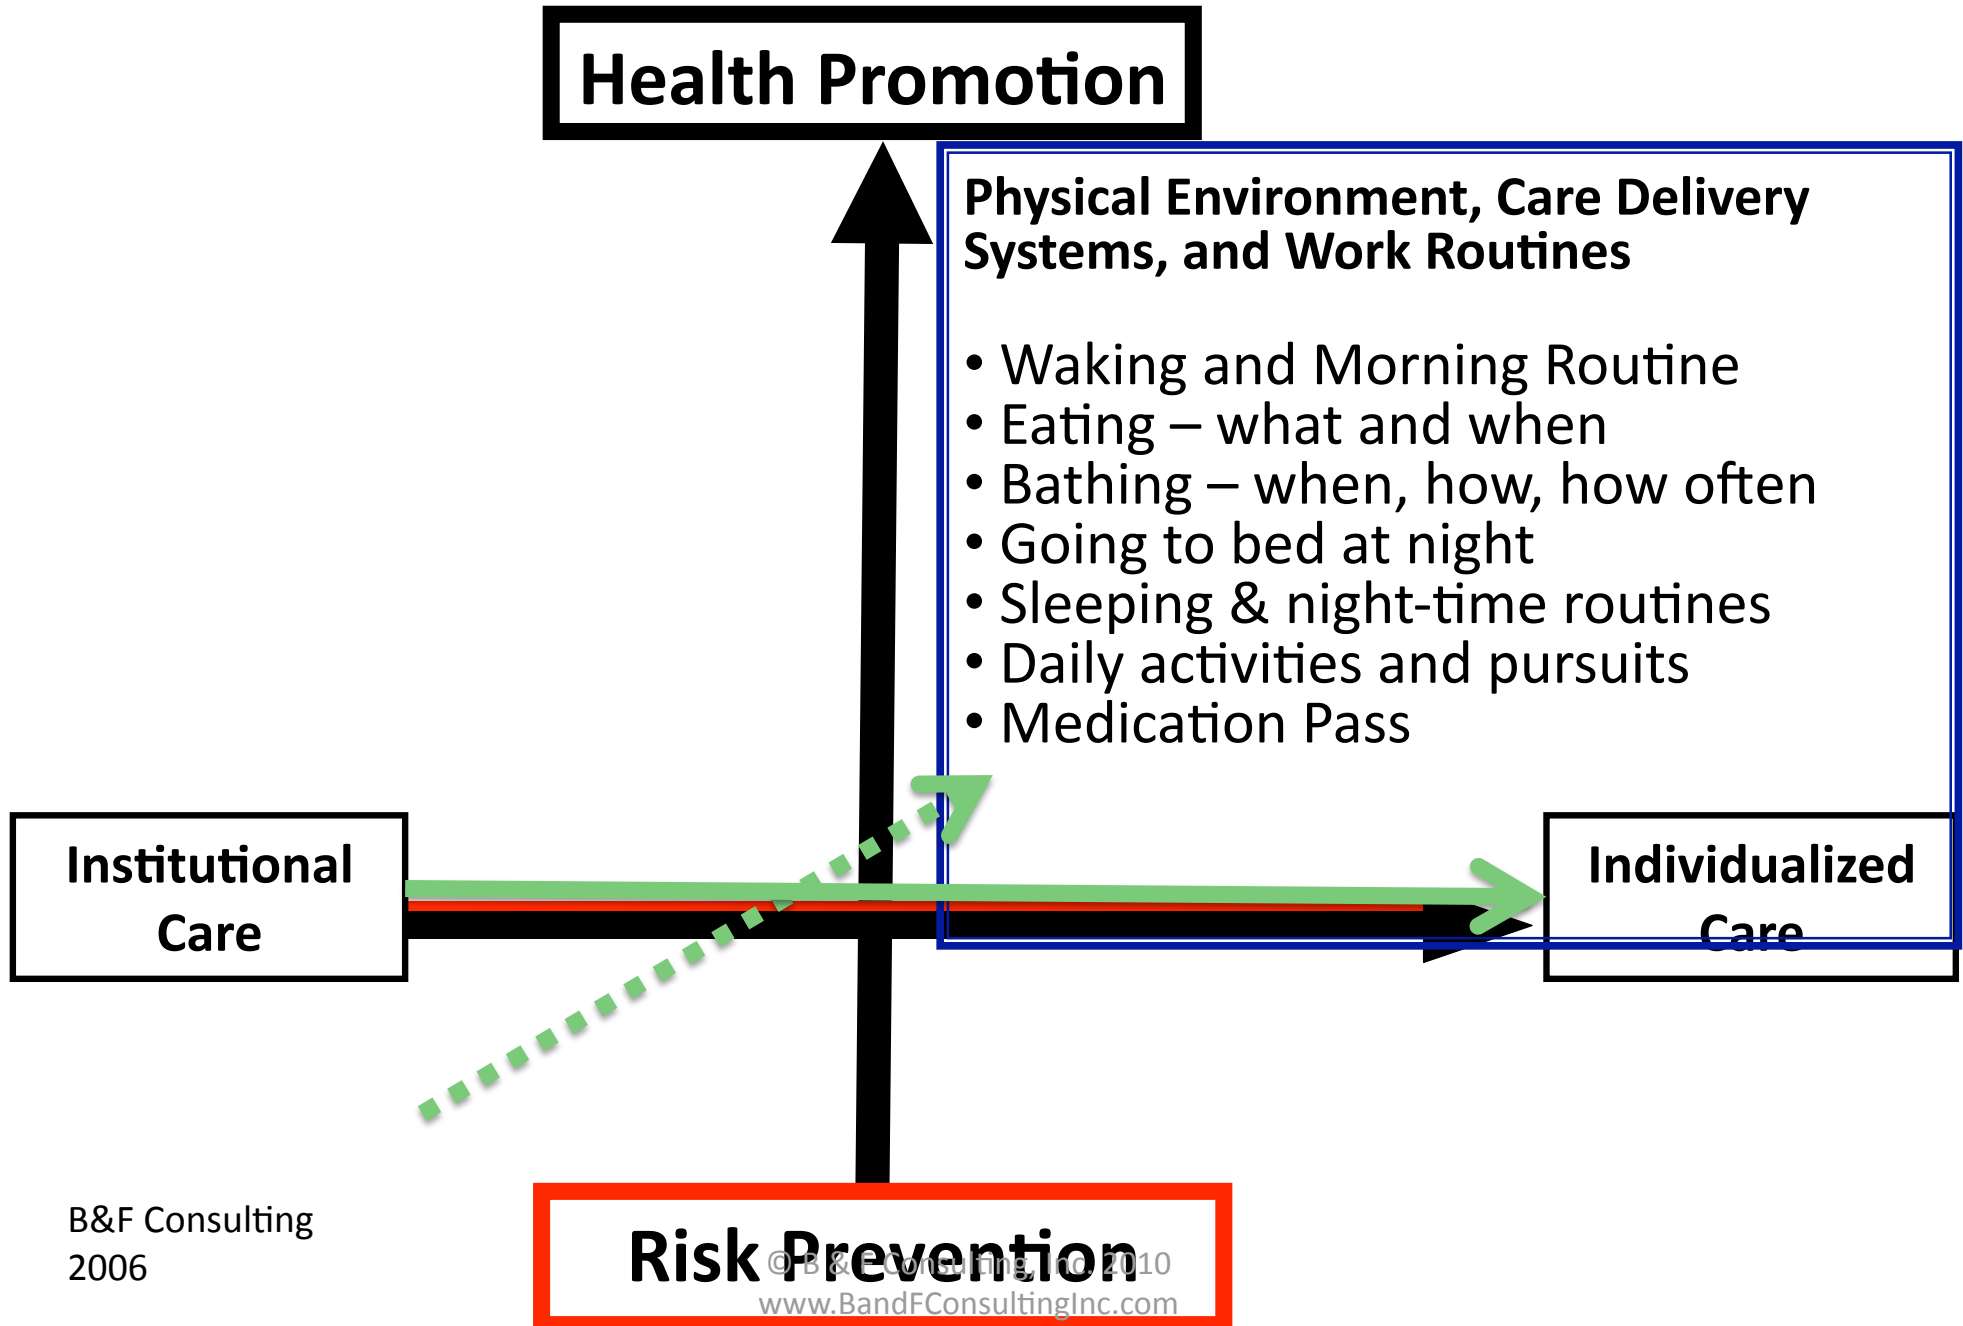 Health Promotion
Physical Environment, Care Delivery
Systems, and Work Routines
• Waking and Morning Routine
• Eating – what and when
• Bathing – when, how, how often
• Going to bed at night
• Sleeping & night-time routines
• Daily activities and pursuits
• Medication Pass
Institutional
Care
Individualized
Care
B&F Consulting
2006
Risk Prevention
© B & F Consulting, Inc. 2010
www.BandFConsultingInc.com